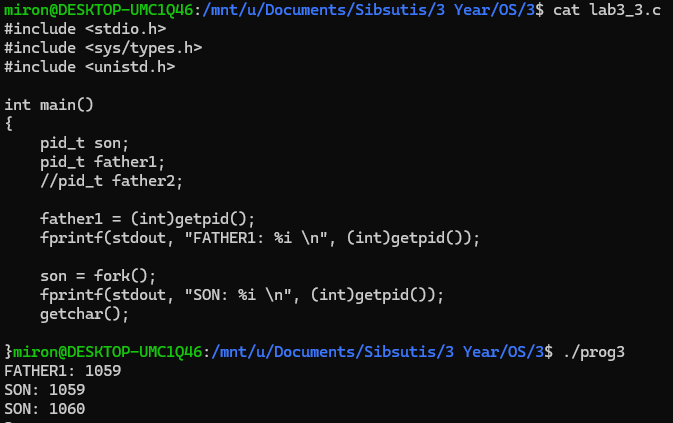 miron@DESKTOP-UMC1Q46:/mnt/u/Documents/Sibsutis/3 Year/OS/3$ cat lab3_3.c
#include <stdio.h>
#include <sys/types.h>
#include <unistd.h>

int main()
{
    pid_t son;
    pid_t father1;
    //pid_t father2;

    father1 = (int)getpid();
    fprintf(stdout, "FATHER1: %i \n", (int)getpid());

    son = fork();
    fprintf(stdout, "SON: %i \n", (int)getpid());
    getchar();

}miron@DESKTOP-UMC1Q46:/mnt/u/Documents/Sibsutis/3 Year/OS/3$ ./prog3
FATHER1: 1059
SON: 1059
SON: 1060